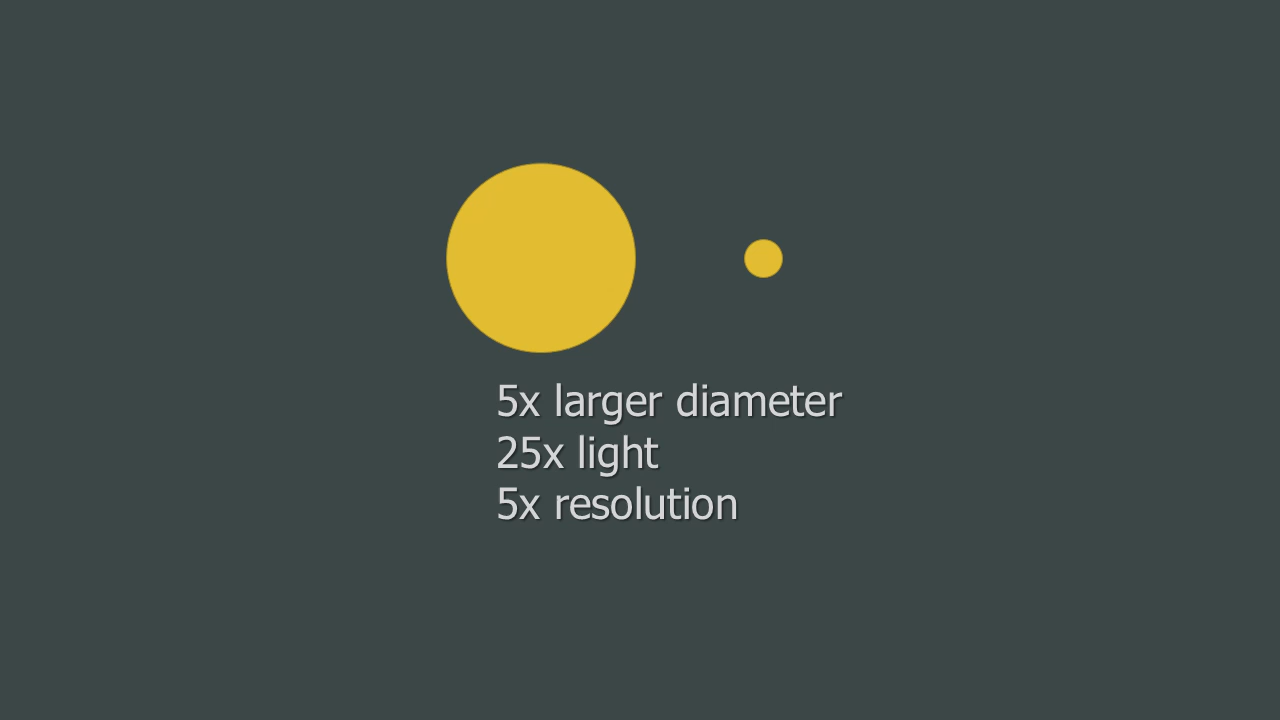 5x larger diameter
25x light
5x resolution